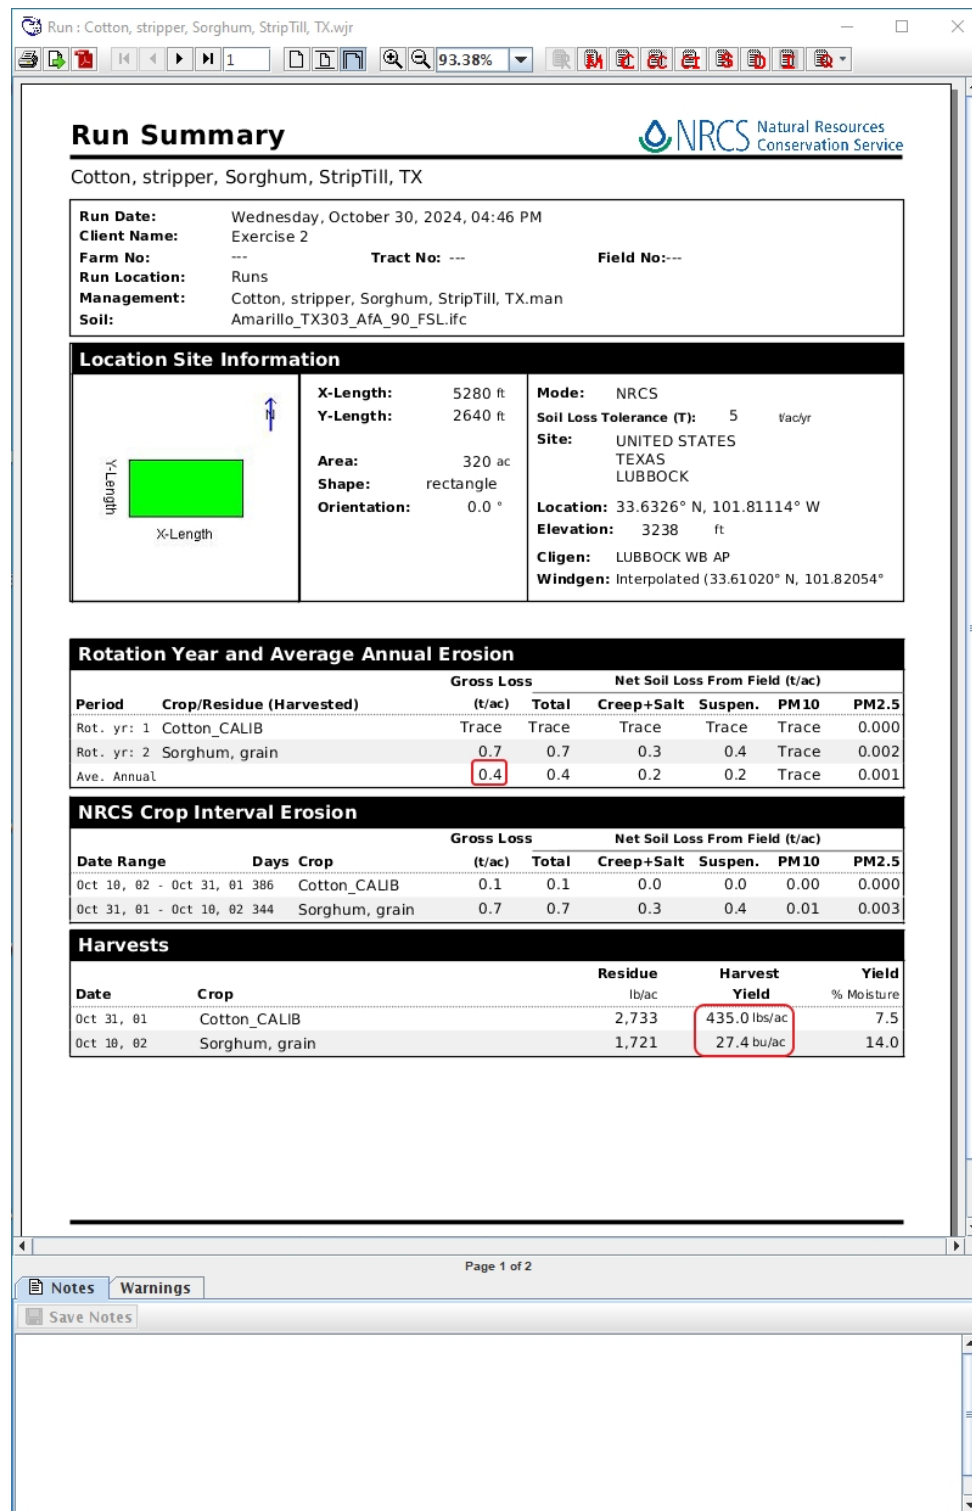 Run : Cotton, stripper, Sorghum, StripTill, TX.wjr
1 93.38%
Run Summary
NRCS Natural Resources Conservation Service
Cotton, stripper, Sorghum, StripTill, TX
Run Date: Wednesday, October 30, 2024, 04:46 PM
Client Name: Exercise 2
Farm No: --- Tract No: --- Field No:---
Run Location: Runs
Management: Cotton, stripper, Sorghum, StripTill, TX.man
Soil: Amarillo_TX303_AfA_90_FSL.ifc
Location Site Information
N
Y-Length
X-Length
X-Length: 5280 ft
Y-Length: 2640 ft
Area: 320 ac
Shape: rectangle
Orientation: 0.0 °
Mode: NRCS
Soil Loss Tolerance (T): 5 t/ac/yr
Site: UNITED STATES
TEXAS
LUBBOCK
Location: 33.6326° N, 101.81114° W
Elevation: 3238 ft
Cligen: LUBBOCK WB AP
Windgen: Interpolated (33.61020° N, 101.82054°
Rotation Year and Average Annual Erosion
Gross Loss Net Soil Loss From Field (t/ac)
Period Crop/Residue (Harvested) (t/ac) Total Creep+Salt Suspen. PM10 PM2.5
Rot. yr: 1 Cotton_CALIB Trace Trace Trace Trace Trace 0.000
Rot. yr: 2 Sorghum, grain 0.7 0.7 0.3 0.4 Trace 0.002
Ave. Annual 0.4 0.4 0.2 0.2 Trace 0.001
NRCS Crop Interval Erosion
Gross Loss Net Soil Loss From Field (t/ac)
Date Range Days Crop (t/ac) Total Creep+Salt Suspen. PM10 PM2.5
Oct 10, 02 - Oct 31, 01 386 Cotton_CALIB 0.1 0.1 0.0 0.0 0.00 0.000
Oct 31, 01 - Oct 10, 02 344 Sorghum, grain 0.7 0.7 0.3 0.4 0.01 0.003
Harvests
Residue Harvest Yield
Date Crop lb/ac Yield % Moisture
Oct 31, 01 Cotton_CALIB 2,733 435.0 lbs/ac 7.5
Oct 10, 02 Sorghum, grain 1,721 27.4 bu/ac 14.0
Page 1 of 2
Notes Warnings
Save Notes